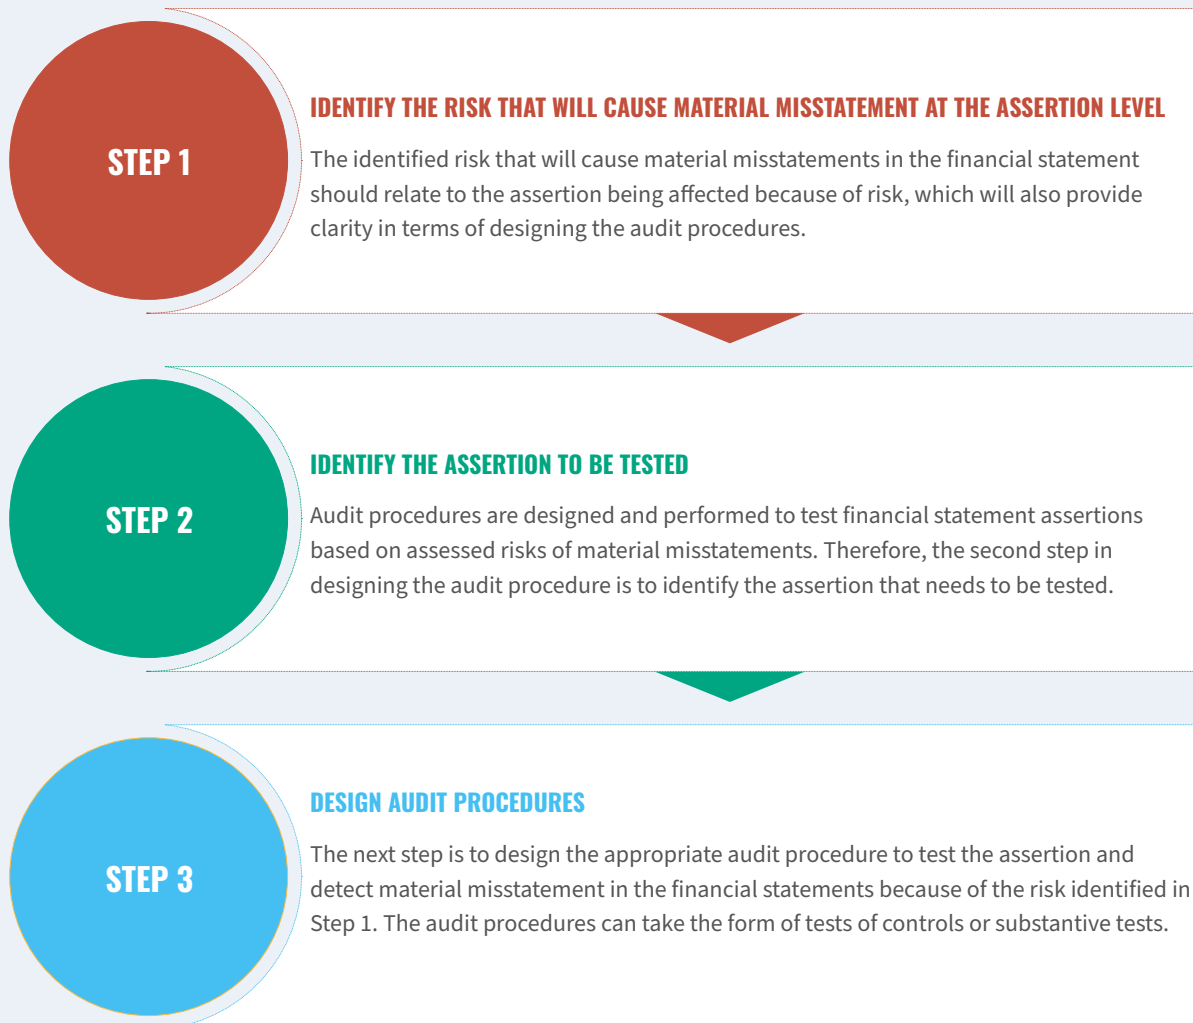 STEP 1
IDENTIFY THE RISK THAT WILL CAUSE MATERIAL MISSTATEMENT AT THE ASSERTION LEVEL
The identified risk that will cause material misstatements in the financial statement
should relate to the assertion being affected because of risk, which will also provide
clarity in terms of designing the audit procedures.
STEP 2
IDENTIFY THE ASSERTION TO BE TESTED
Audit procedures are designed and performed to test financial statement assertions
based on assessed risks of material misstatements. Therefore, the second step in
designing the audit procedure is to identify the assertion that needs to be tested.
STEP 3
DESIGN AUDIT PROCEDURES
The next step is to design the appropriate audit procedure to test the assertion and
detect material misstatement in the financial statements because of the risk identified in
Step 1. The audit procedures can take the form of tests of controls or substantive tests.